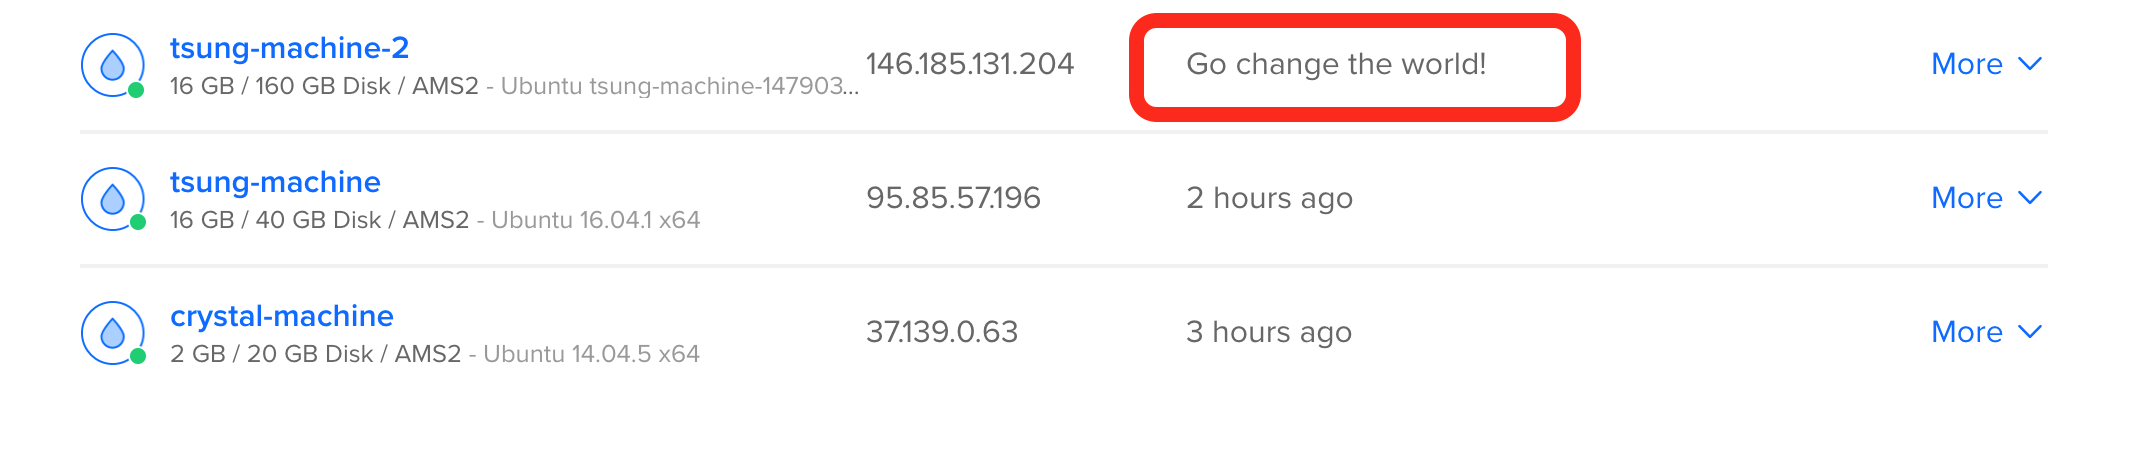 tsung-machine-2
16 GB / 160 GB Disk / AMS2 - Ubuntu tsung-machine-147903...
146.185.131.204
Go change the world!
More
tsung-machine
16 GB / 40 GB Disk / AMS2 - Ubuntu 16.04.1 x64
95.85.57.196
2 hours ago
More
crystal-machine
2 GB / 20 GB Disk / AMS2 - Ubuntu 14.04.5 x64
37.139.0.63
3 hours ago
More